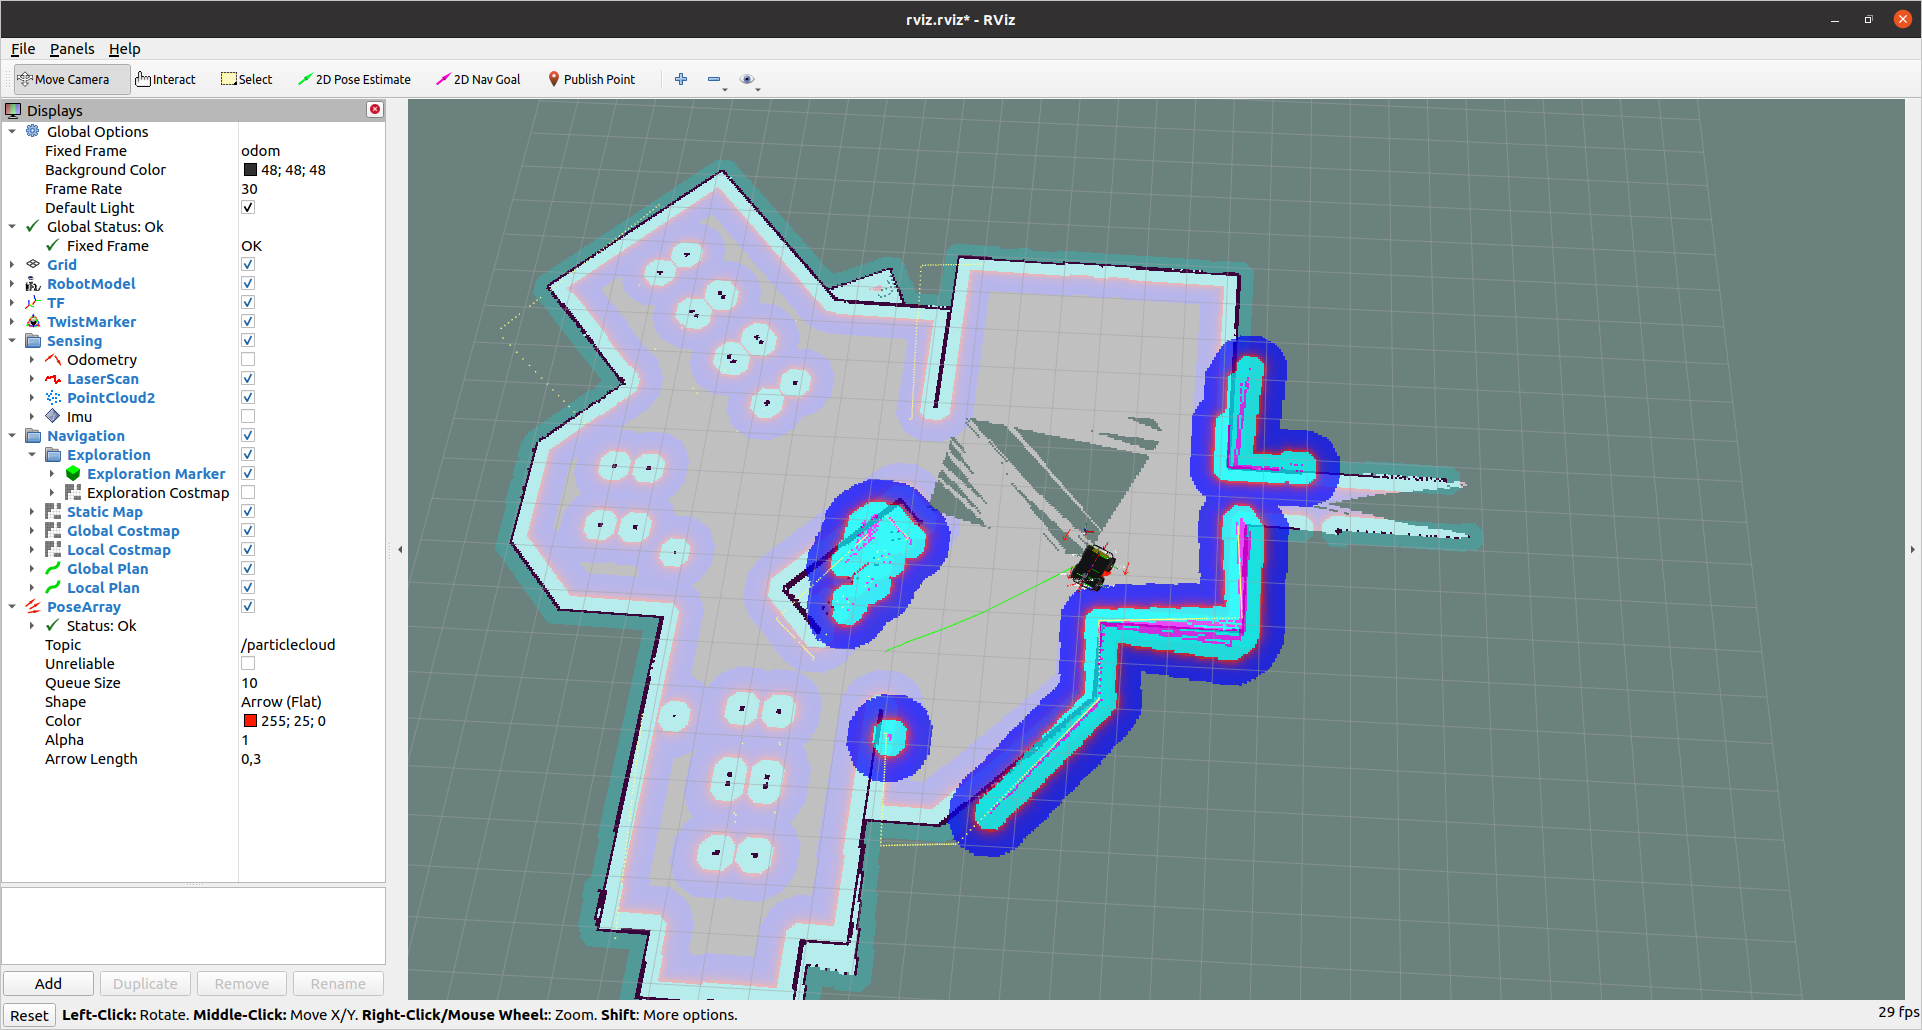 rviz.rviz* - RViz
File Panels Help
Move Camera Interact Select 2D Pose Estimate 2D Nav Goal Publish Point
Displays
Global Options
Fixed Frame odom
Background Color 48; 48; 48
Frame Rate 30
Default Light
Global Status: Ok
Fixed Frame OK
Grid
RobotModel
TF
TwistMarker
Sensing
Odometry
LaserScan
PointCloud2
Imu
Navigation
Exploration
Exploration Marker
Exploration Costmap
Static Map
Global Costmap
Local Costmap
Global Plan
Local Plan
PoseArray
Status: Ok
Topic /particlecloud
Unreliable
Queue Size 10
Shape Arrow (Flat)
Color 255; 25; 0
Alpha 1
Arrow Length 0,3
Add Duplicate Remove Rename
Reset Left-Click: Rotate. Middle-Click: Move X/Y. Right-Click/Mouse Wheel:: Zoom. Shift: More options. 29 fps